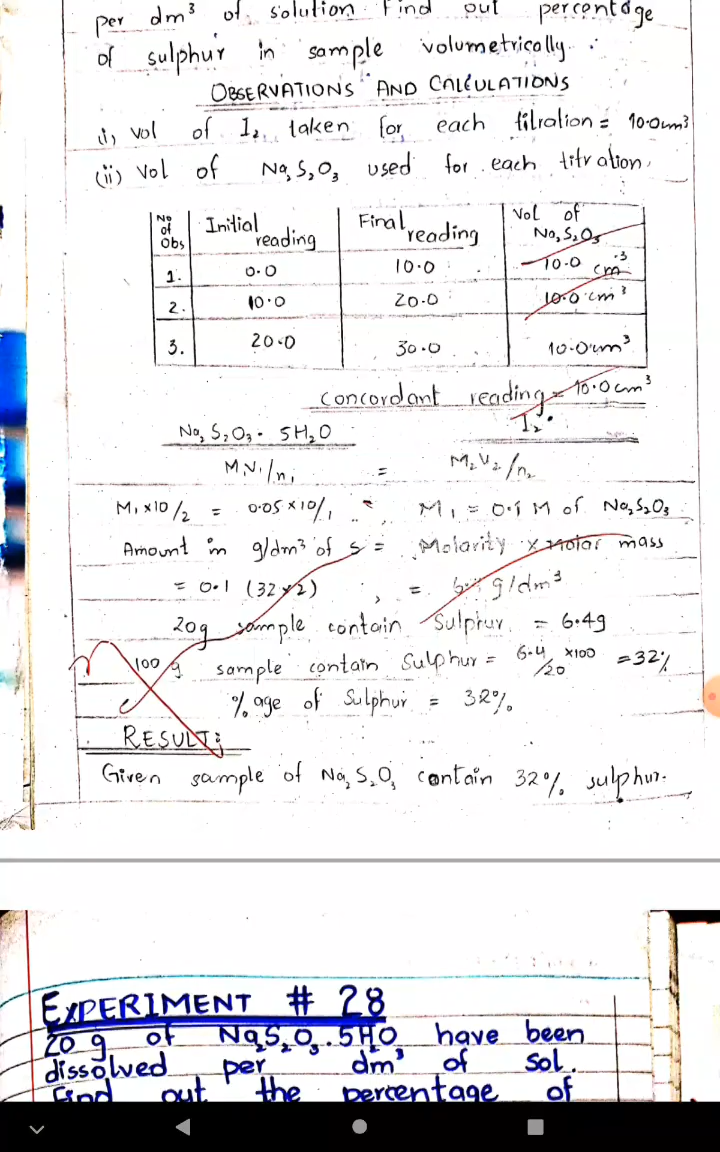 per dm³ of solution. Find out percentage
of sulphur in sample volumetrically.
OBSERVATIONS AND CALCULATIONS
(i) Vol of I₂ taken for each titration = 10.0cm³
(ii) Vol of Na₂S₂O₃ used for each titration.
No of Obs | Initial reading | Final reading | Vol of Na₂S₂O₃
1. | 0.0 | 10.0 | 10.0 cm³
2. | 10.0 | 20.0 | 10.0 cm³
3. | 20.0 | 30.0 | 10.0cm³
Concordant reading = 10.0cm³
Na₂S₂O₃. 5H₂O I₂.
M₁V₁/n₁ = M₂V₂/n₂
M₁×10/2 = 0.05×10/1 M₁ = 0.1 M of Na₂S₂O₃
Amount in g/dm³ of S = Molarity × Molar mass
= 0.1 (32×2) , = g/dm³
20g sample contain Sulphur = 6.4g
100 g sample contain Sulphur = 6.4/20 ×100 = 32%
%age of Sulphur = 32%.
RESULT;
Given sample of Na₂S₂O₃ contain 32% sulphur.
EXPERIMENT # 28
20 g of Na₂S₂O₃.5H₂O have been
dissolved per dm³ of sol.
Find out the percentage of